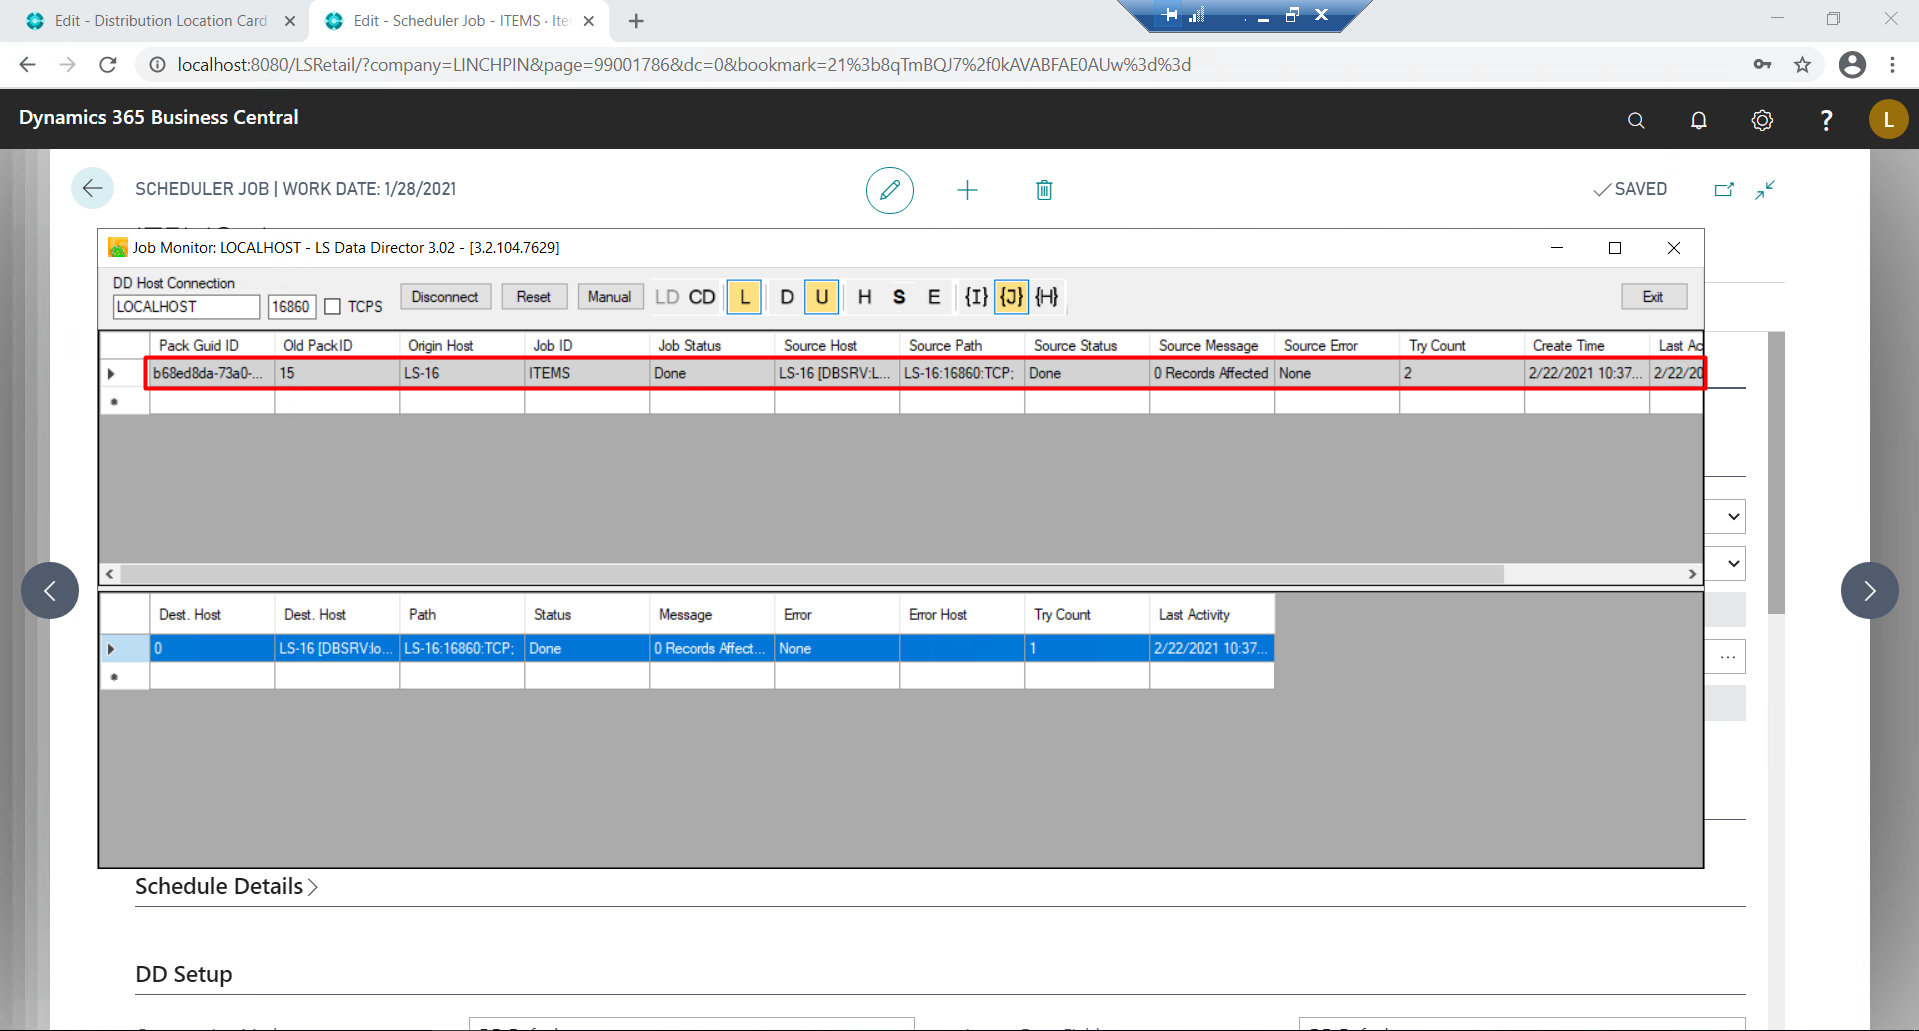 Edit - Distribution Location Card
Edit - Scheduler Job - ITEMS · Ite
localhost:8080/LSRetail/?company=LINCHPIN&page=99001786&dc=0&bookmark=21%3b8qTmBQJ7%2f0kAVABFAE0AUw%3d%3d
Dynamics 365 Business Central
?
L
SCHEDULER JOB | WORK DATE: 1/28/2021
SAVED
Job Monitor: LOCALHOST - LS Data Director 3.02 - [3.2.104.7629]
DD Host Connection
LOCALHOST 16860 TCPS Disconnect Reset Manual LD CD L D U H S E {I} {J} {H} Exit
Pack Guid ID Old PackID Origin Host Job ID Job Status Source Host Source Path Source Status Source Message Source Error Try Count Create Time Last Ac
b68ed8da-73a0-... 15 LS-16 ITEMS Done LS-16 [DBSRV:L... LS-16:16860:TCP; Done 0 Records Affected None 2 2/22/2021 10:37... 2/22/20
Dest. Host Dest. Host Path Status Message Error Error Host Try Count Last Activity
0 LS-16 [DBSRV:lo... LS-16:16860:TCP; Done 0 Records Affect... None 1 2/22/2021 10:37...
Schedule Details
DD Setup